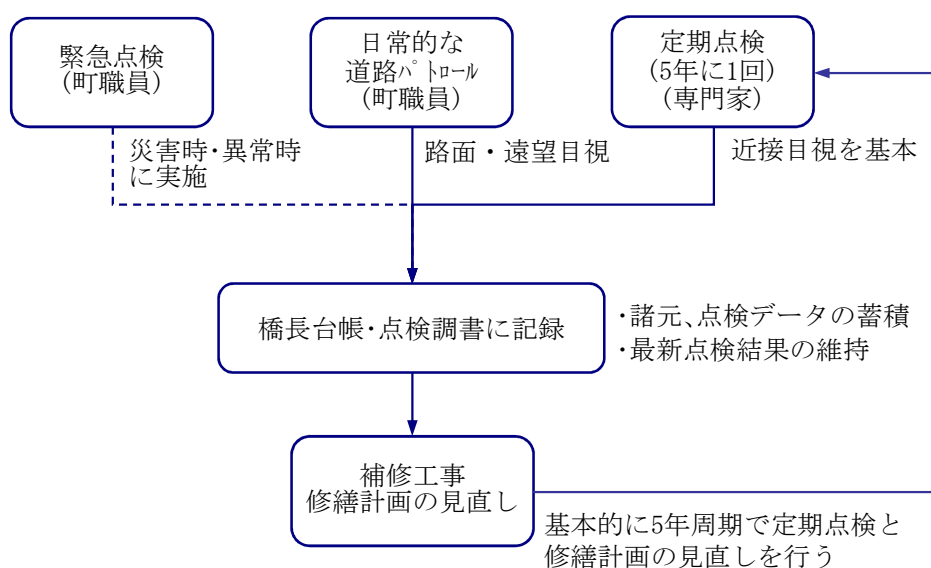 緊急点検
(町職員)
日常的な
道路ﾊﾟﾄﾛｰﾙ
(町職員)
定期点検
(5年に1回)
(専門家)
災害時･異常時
に実施
路面・遠望目視
近接目視を基本
橋長台帳･点検調書に記録
･諸元､点検データの蓄積
･最新点検結果の維持
補修工事
修繕計画の見直し
基本的に5年周期で定期点検と
修繕計画の見直しを行う